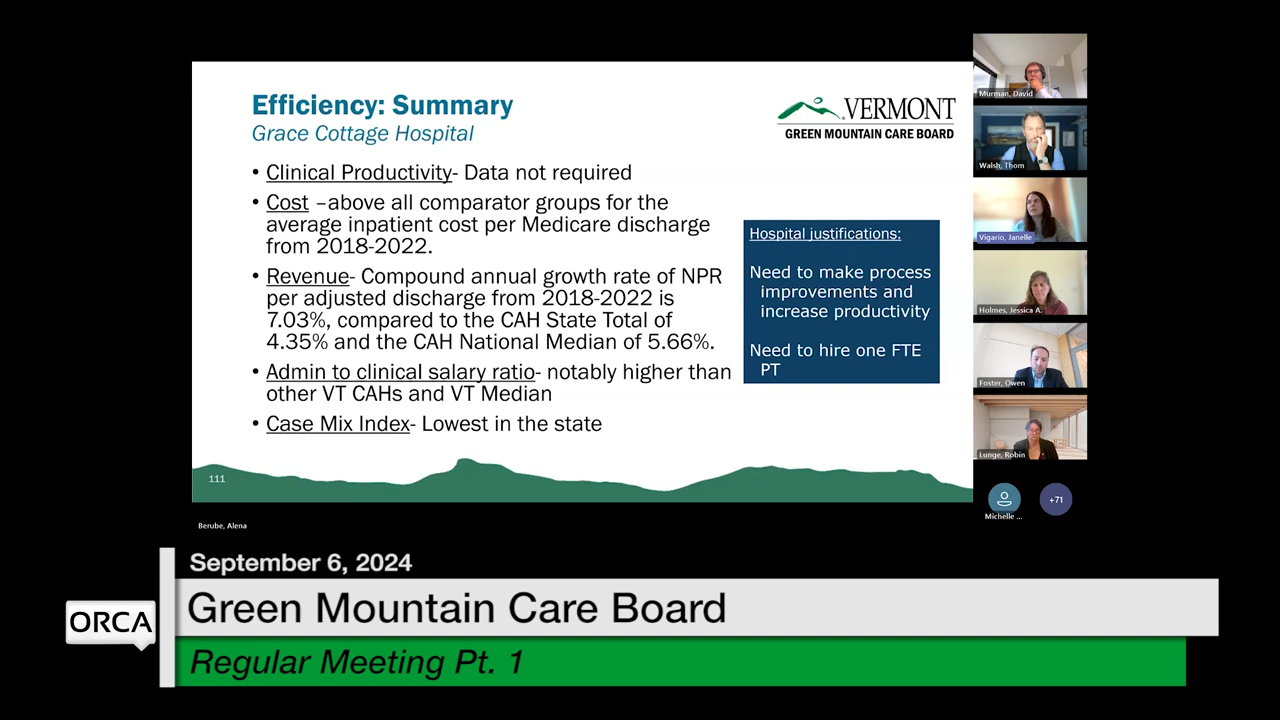 Efficiency: Summary
Grace Cottage Hospital
VERMONT
GREEN MOUNTAIN CARE BOARD
• Clinical Productivity- Data not required
• Cost –above all comparator groups for the
average inpatient cost per Medicare discharge
from 2018-2022.
• Revenue- Compound annual growth rate of NPR
per adjusted discharge from 2018-2022 is
7.03%, compared to the CAH State Total of
4.35% and the CAH National Median of 5.66%.
• Admin to clinical salary ratio- notably higher than
other VT CAHs and VT Median
• Case Mix Index- Lowest in the state
Hospital justifications:
Need to make process
improvements and
increase productivity
Need to hire one FTE
PT
111
Murman, David
Walsh, Thom
Vigario, Janelle
Holmes, Jessica A.
Foster, Owen
Lunge, Robin
Michelle ...
+71
Berube, Alena
September 6, 2024
ORCA
Green Mountain Care Board
Regular Meeting Pt. 1